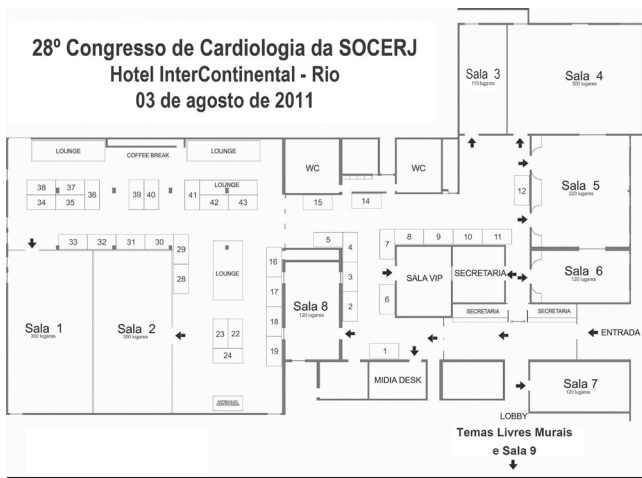 28º Congresso de Cardiologia da SOCERJ
Hotel InterContinental - Rio
03 de agosto de 2011
Sala 3
110 lugares
Sala 4
350 lugares
LOUNGE
COFFEE BREAK
LOUNGE
WC
WC
38 37 36
34 35
39 40
41
LOUNGE
42 43
15
14
12
Sala 5
220 lugares
33 32 31 30 29
28
5 4
3
2
7 8 9 10 11
6
16
17
18
19
LOUNGE
SALA VIP
SECRETARIA
Sala 6
120 lugares
Sala 8
120 lugares
Sala 1
350 lugares
Sala 2
350 lugares
23 22
24
SECRETARIA
SECRETARIA
ENTRADA
1
MIDIA DESK
Sala 7
120 lugares
LOBBY
Temas Livres Murais
e Sala 9